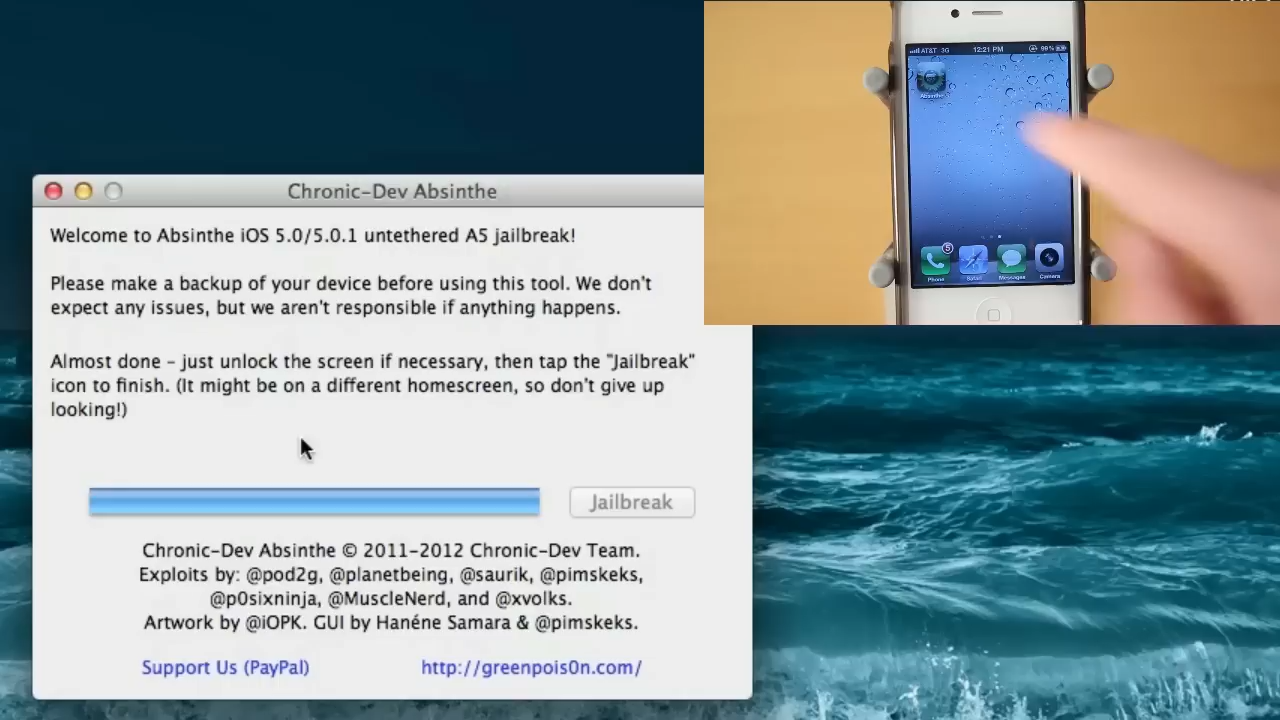 Chronic-Dev Absinthe
Welcome to Absinthe iOS 5.0/5.0.1 untethered A5 jailbreak!
Please make a backup of your device before using this tool. We don't
expect any issues, but we aren't responsible if anything happens.
Almost done - just unlock the screen if necessary, then tap the "Jailbreak"
icon to finish. (It might be on a different homescreen, so don't give up
looking!)
Jailbreak
Chronic-Dev Absinthe © 2011-2012 Chronic-Dev Team.
Exploits by: @pod2g, @planetbeing, @saurik, @pimskeks,
@p0sixninja, @MuscleNerd, and @xvolks.
Artwork by @iOPK. GUI by Hanéne Samara & @pimskeks.
Support Us (PayPal) http://greenpois0n.com/
AT&T 3G 12:21 PM 99%
Absinthe
5
Phone Safari Messages Camera